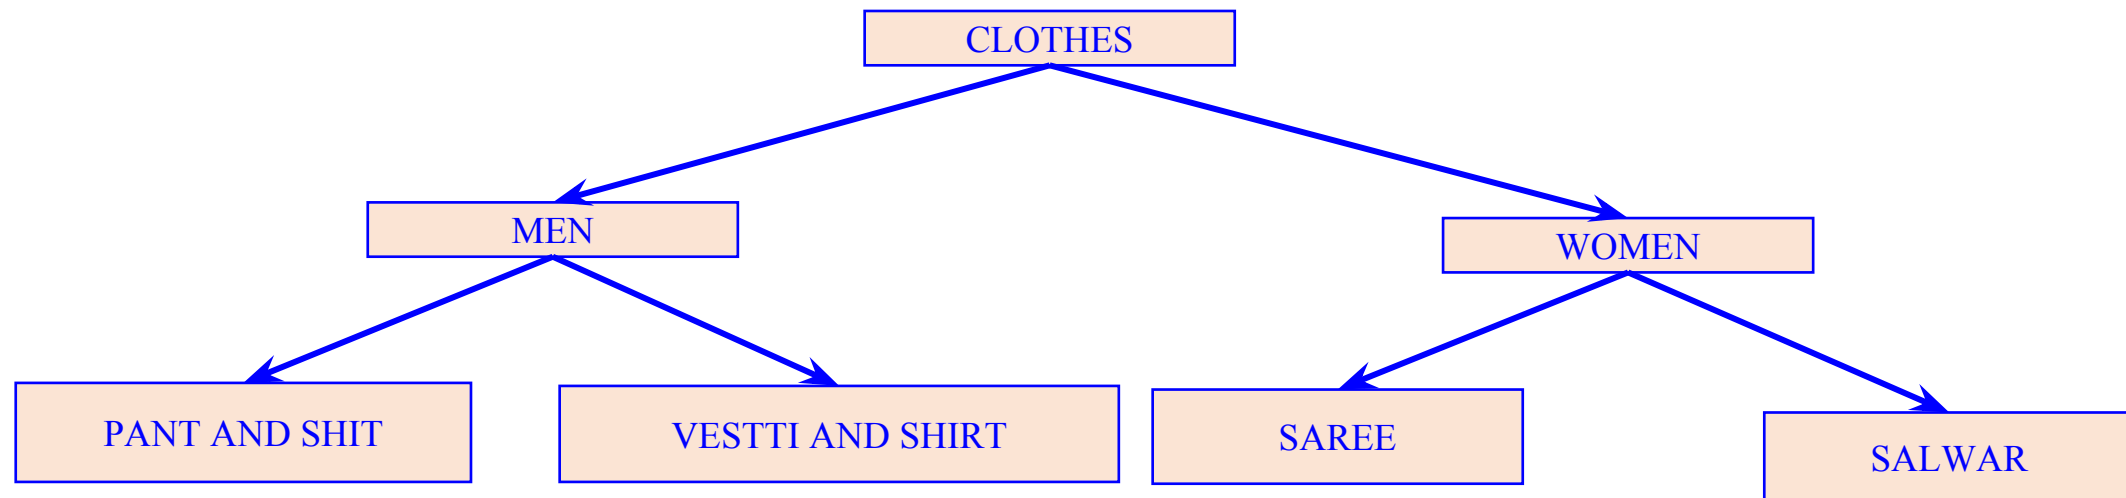 CLOTHES
MEN
WOMEN
PANT AND SHIT
VESTTI AND SHIRT
SAREE
SALWAR